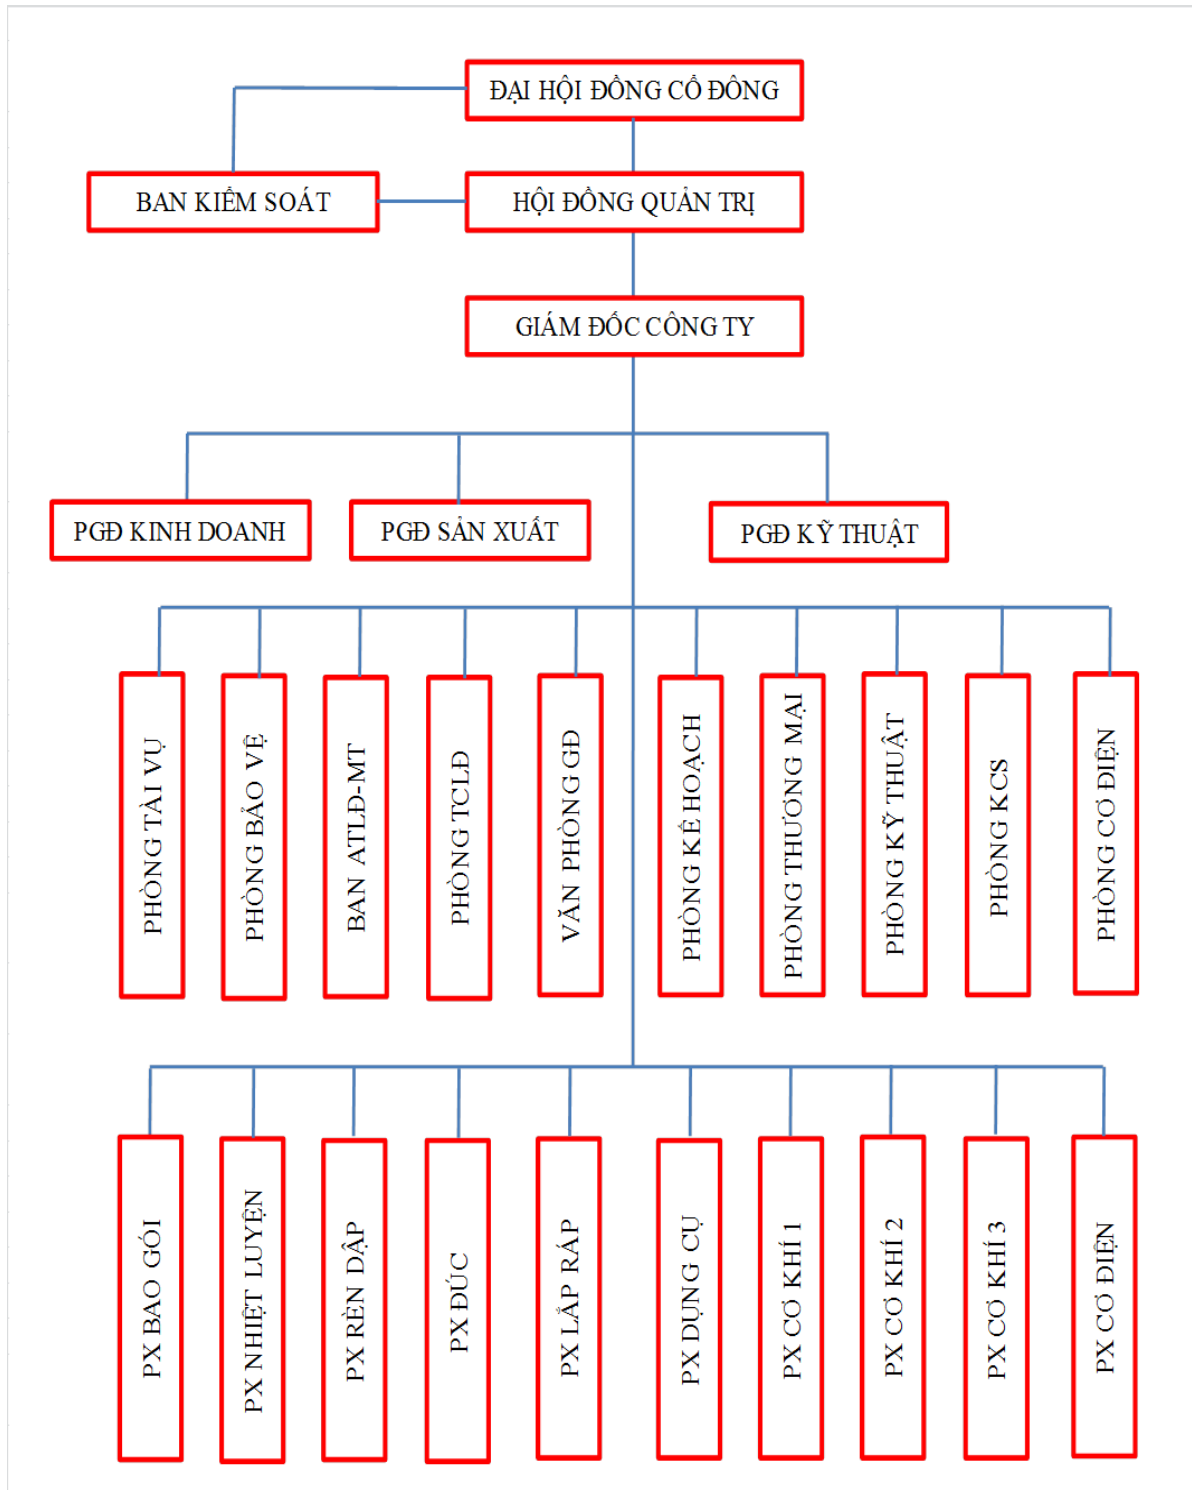 ĐẠI HỘI ĐỒNG CỔ ĐÔNG
BAN KIỂM SOÁT
HỘI ĐỒNG QUẢN TRỊ
GIÁM ĐỐC CÔNG TY
PGĐ KINH DOANH
PGĐ SẢN XUẤT
PGĐ KỸ THUẬT
PHÒNG TÀI VỤ
PHÒNG BẢO VỆ
BAN ATLĐ-MT
PHÒNG TCLĐ
VĂN PHÒNG GĐ
PHÒNG KẾ HOẠCH
PHÒNG THƯƠNG MẠI
PHÒNG KỸ THUẬT
PHÒNG KCS
PHÒNG CƠ ĐIỆN
PX BAO GÓI
PX NHIỆT LUYỆN
PX RÈN DẬP
PX ĐÚC
PX LẮP RÁP
PX DỤNG CỤ
PX CƠ KHÍ 1
PX CƠ KHÍ 2
PX CƠ KHÍ 3
PX CƠ ĐIỆN